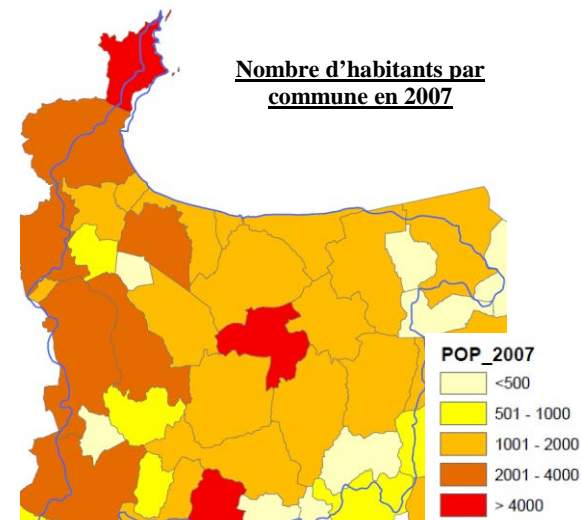 Nombre d'habitants par
commune en 2007
POP_2007
<500
501 - 1000
1001 - 2000
2001 - 4000
> 4000